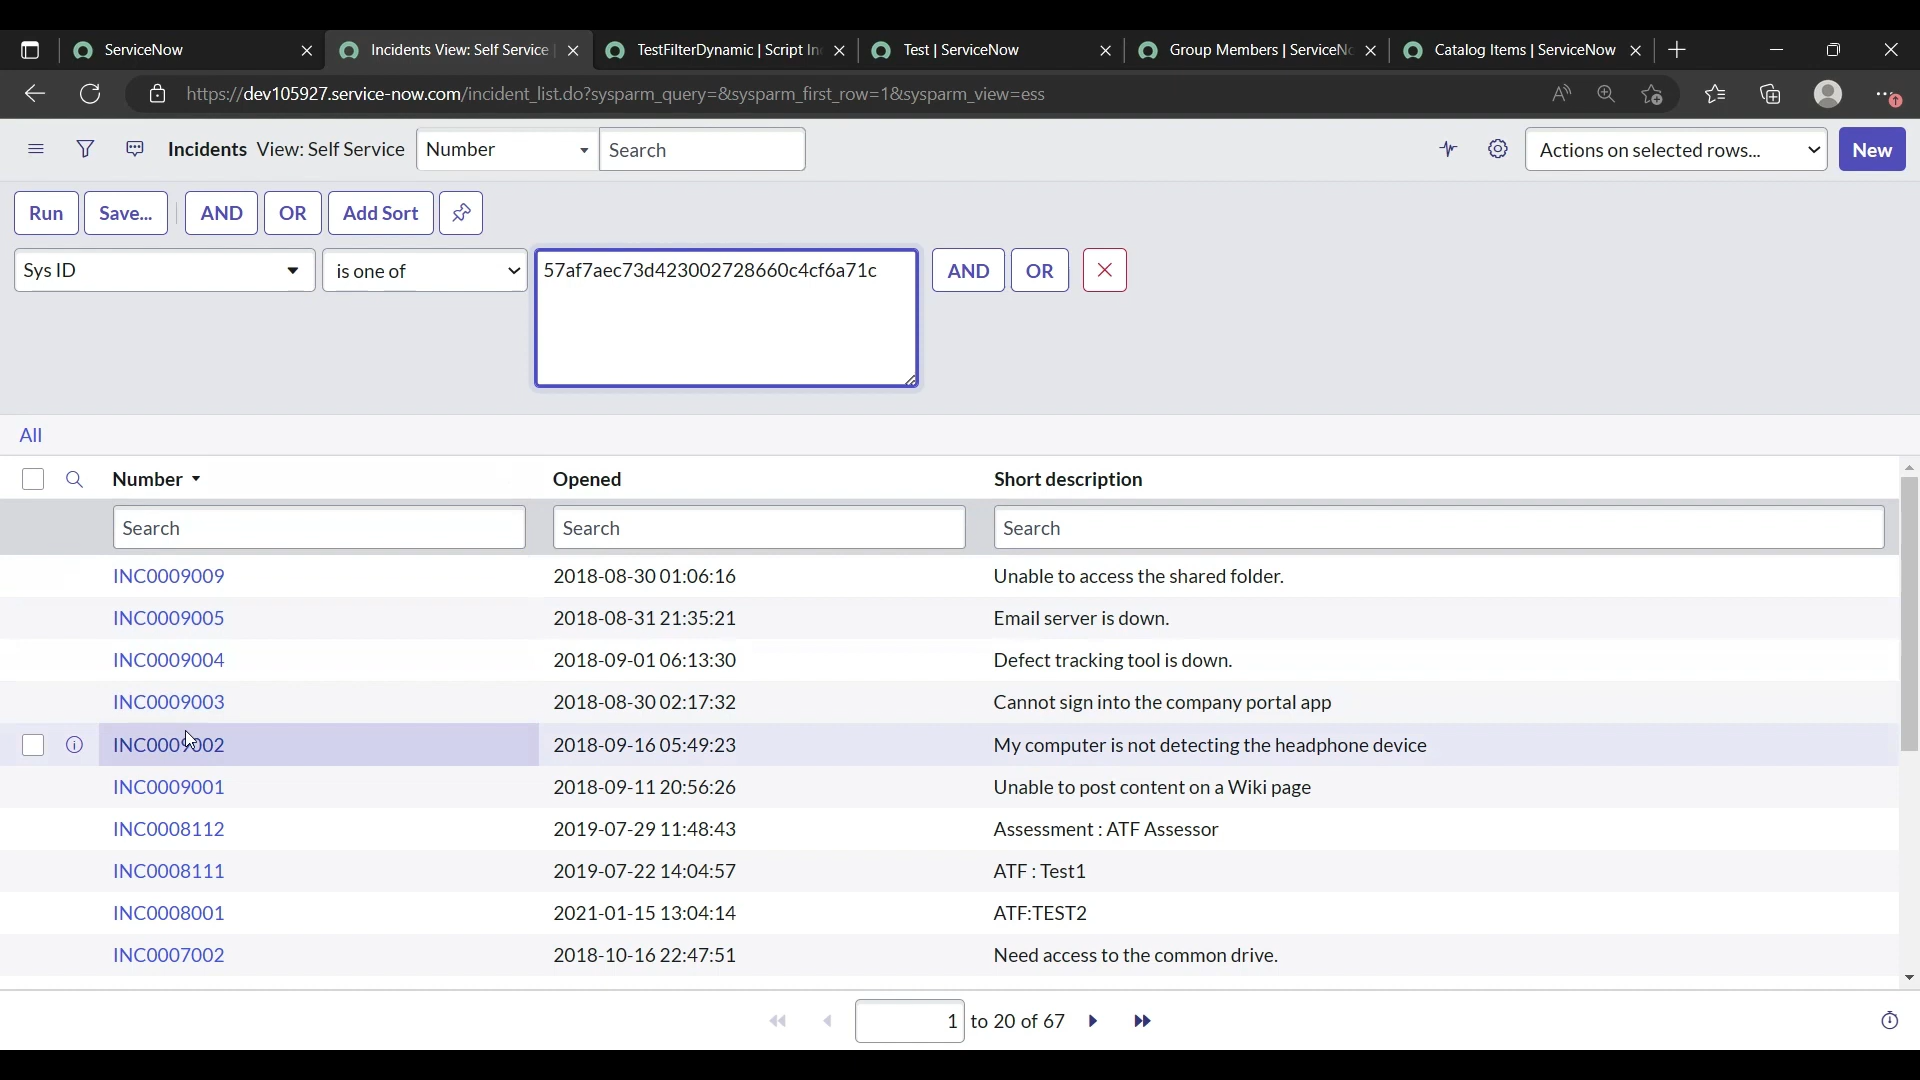 ServiceNow
Incidents View: Self Service
TestFilterDynamic | Script In
Test | ServiceNow
Group Members | ServiceN
Catalog Items | ServiceNow
https://dev105927.service-now.com/incident_list.do?sysparm_query=&sysparm_first_row=1&sysparm_view=ess
Incidents View: Self Service
Number
Search
Actions on selected rows...
New
Run
Save...
AND
OR
Add Sort
Sys ID
is one of
57af7aec73d423002728660c4cf6a71c
AND
OR
All
Number
Opened
Short description
Search
Search
Search
INC0009009 2018-08-30 01:06:16 Unable to access the shared folder.
INC0009005 2018-08-31 21:35:21 Email server is down.
INC0009004 2018-09-01 06:13:30 Defect tracking tool is down.
INC0009003 2018-08-30 02:17:32 Cannot sign into the company portal app
INC0009002 2018-09-16 05:49:23 My computer is not detecting the headphone device
INC0009001 2018-09-11 20:56:26 Unable to post content on a Wiki page
INC0008112 2019-07-29 11:48:43 Assessment : ATF Assessor
INC0008111 2019-07-22 14:04:57 ATF : Test1
INC0008001 2021-01-15 13:04:14 ATF:TEST2
INC0007002 2018-10-16 22:47:51 Need access to the common drive.
1 to 20 of 67